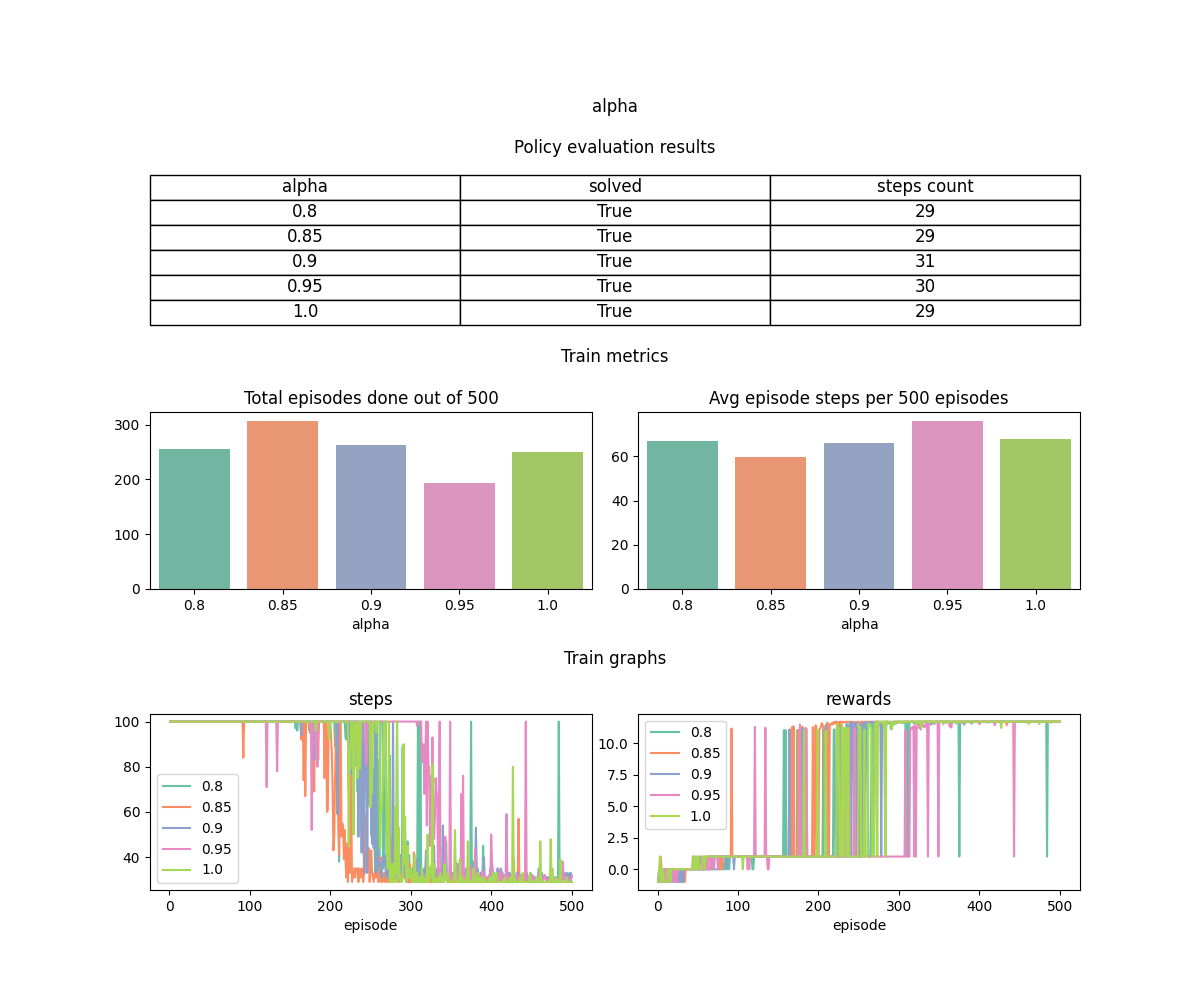 alpha
Policy evaluation results
alpha solved steps count
0.8 True 29
0.85 True 29
0.9 True 31
0.95 True 30
1.0 True 29
Train metrics
Total episodes done out of 500 Avg episode steps per 500 episodes
300
200
100
0
0.8 0.85 0.9 0.95 1.0
alpha
60
40
20
0
0.8 0.85 0.9 0.95 1.0
alpha
Train graphs
steps
100
80
60
40
0.8
0.85
0.9
0.95
1.0
0 100 200 300 400 500
episode
rewards
10.0
7.5
5.0
2.5
0.0
0.8
0.85
0.9
0.95
1.0
0 100 200 300 400 500
episode